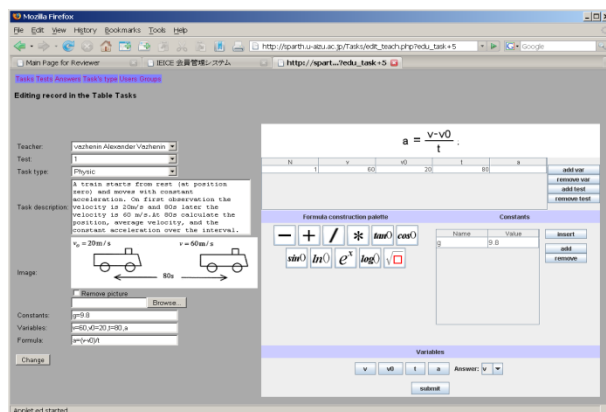 Mozilla Firefox
File Edit View History Bookmarks Tools Help
http://sparth.u-aizu.ac.jp/Tasks/edit_teach.php?edu_task=5
Google
Main Page for Reviewer
IEICE 会員管理システム
http://spart...?edu_task=5
Tasks Tests Answers Task's type Users Groups
Editing record in the Table Tasks
Teacher: vazhenin Alexander Vazhenin
Test: 1
Task type: Physic
Task description:
A train starts from rest (at position
zero) and moves with constant
acceleration. On first observation the
velocity is 20m/s and 80s later the
velocity is 60 m/s.At 80s calculate the
position, average velocity, and the
constant acceleration over the interval.
Image:
v₀ = 20m/s v = 60m/s
80s
Remove picture
Browse...
Constants: g=9.8
Variables: v=60,v0=20,t=80,a
Formula: a=(v-v0)/t
Change
a = (v-v0)/t .
N v v0 t a
1 60 20 80
add var
remove var
add test
remove test
Formula construction palette
− + / * tan() cos()
sin() ln() eˣ log() √□
Constants
Name Value
g 9.8
insert
add
remove
Variables
v v0 t a Answer: v
submit
Applet ed started